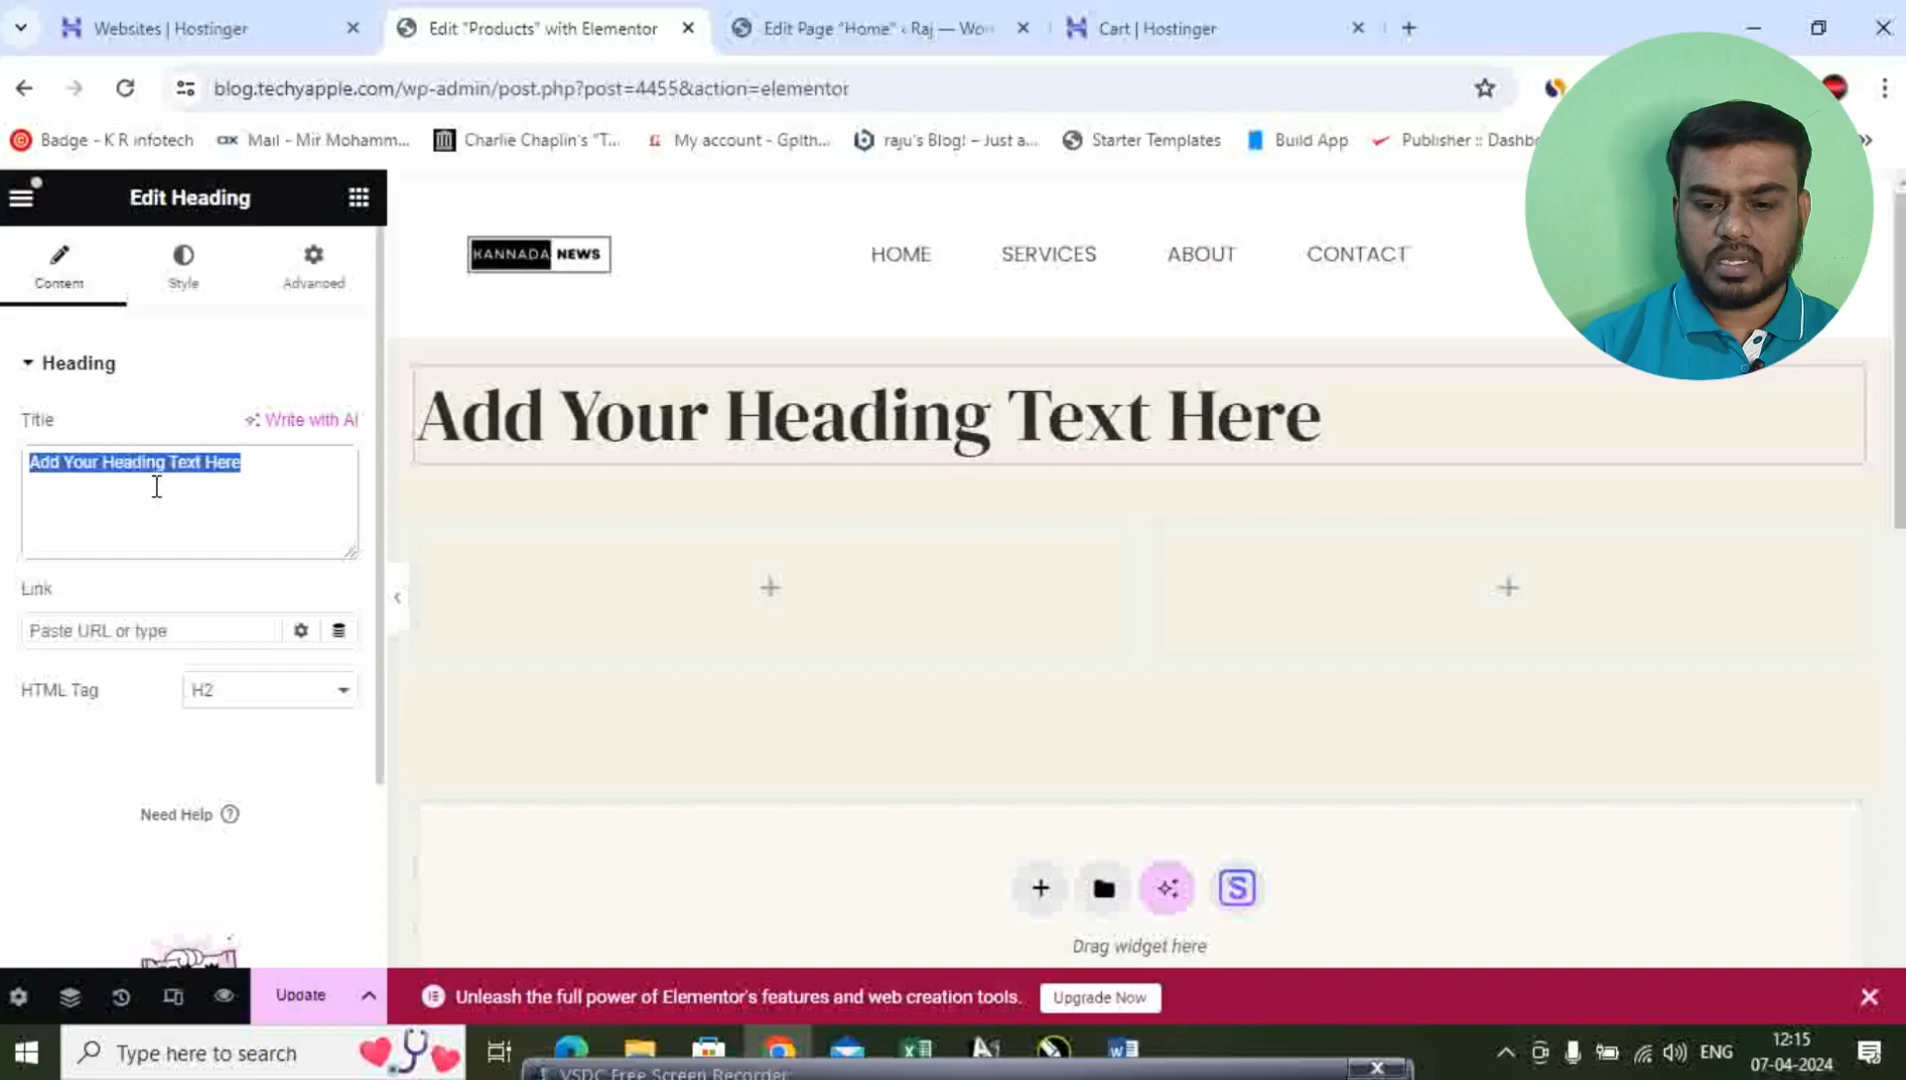 Websites | Hostinger
Edit "Products" with Elementor
Edit Page “Home” ‹ Raj — Wor
Cart | Hostinger
blog.techyapple.com/wp-admin/post.php?post=4455&action=elementor
Badge - K R infotech
Mail - Mir Mohamm...
Charlie Chaplin's "T...
My account - Gplth...
raju's Blog! – Just a...
Starter Templates
Build App
Publisher :: Dashb
Edit Heading
Content
Style
Advanced
KANNADA NEWS
HOME
SERVICES
ABOUT
CONTACT
Heading
Title
Write with AI
Add Your Heading Text Here
Add Your Heading Text Here
Link
Paste URL or type
HTML Tag
H2
Need Help
Drag widget here
Update
Unleash the full power of Elementor's features and web creation tools.
Upgrade Now
Type here to search
ENG
12:15
07-04-2024
VSDC Free Screen Recorder